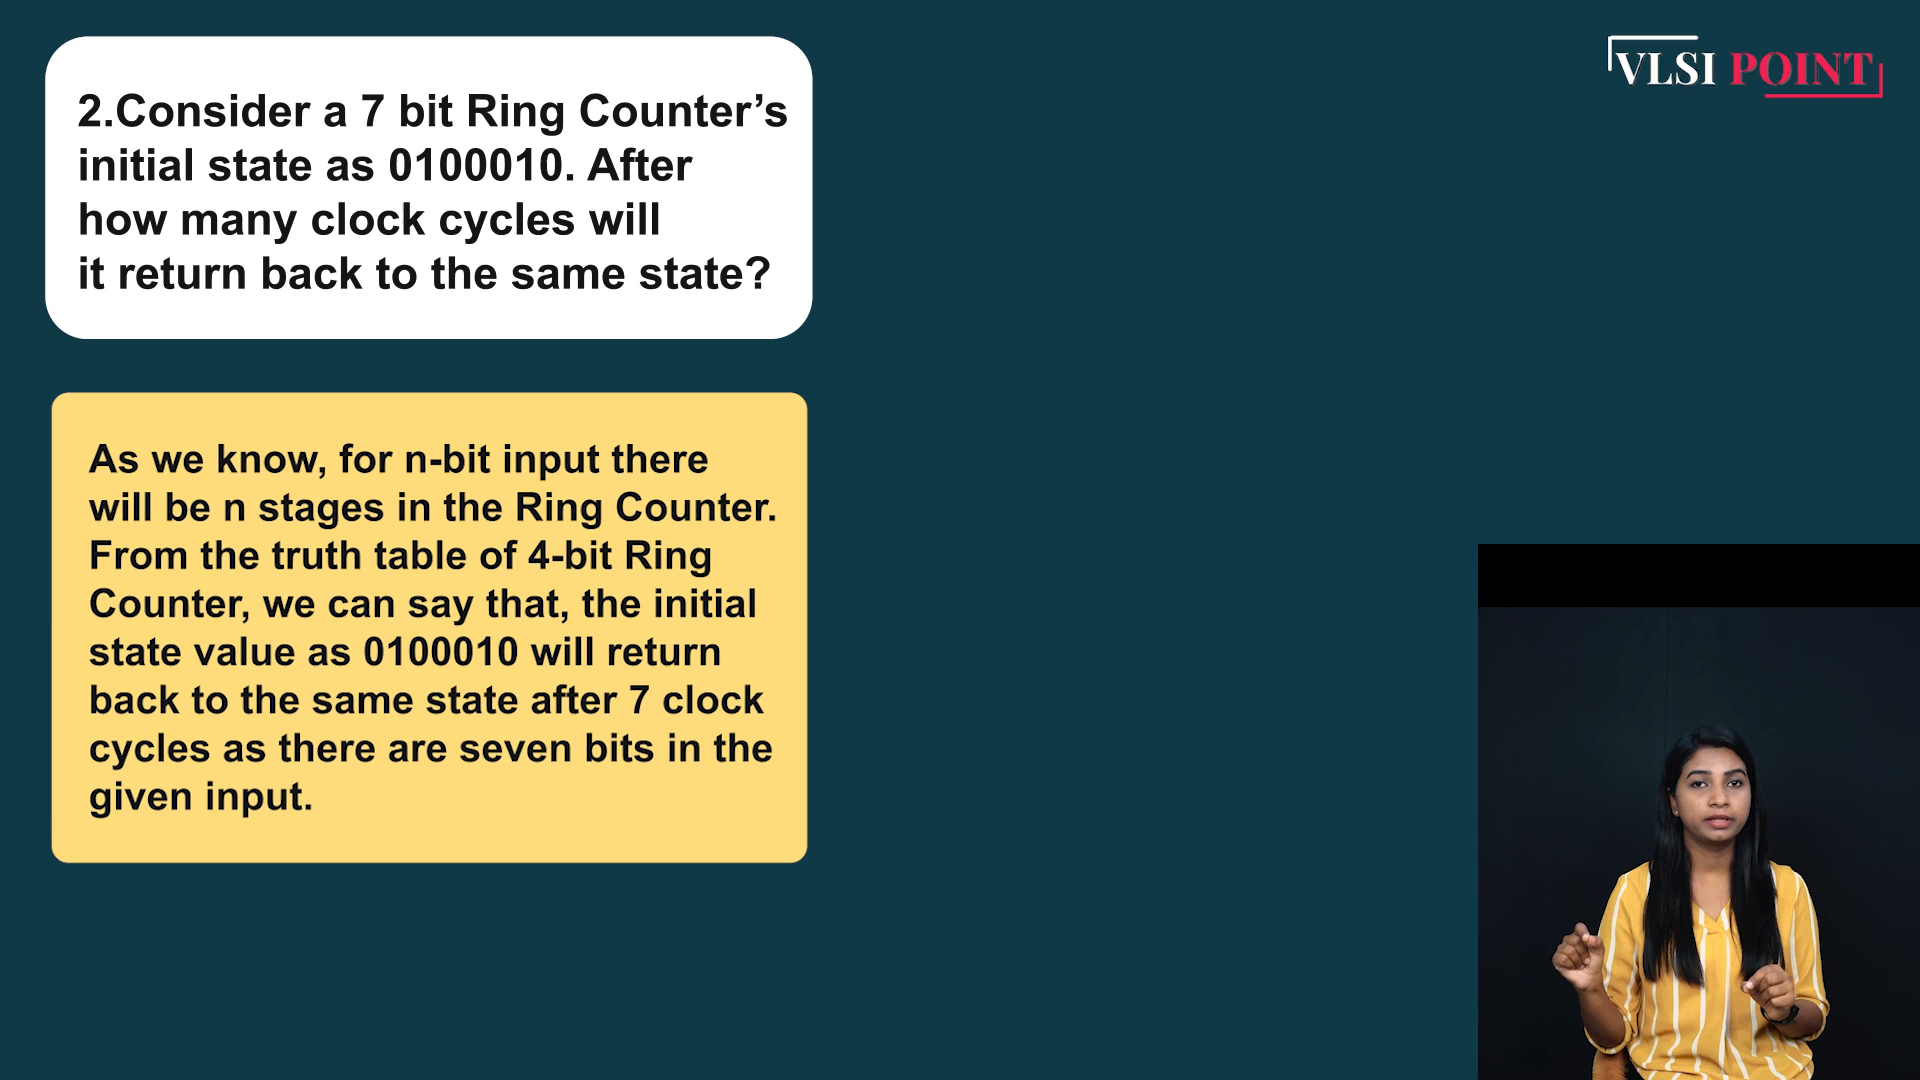 VLSI POINT
2.Consider a 7 bit Ring Counter’s
initial state as 0100010. After
how many clock cycles will
it return back to the same state?
As we know, for n-bit input there
will be n stages in the Ring Counter.
From the truth table of 4-bit Ring
Counter, we can say that, the initial
state value as 0100010 will return
back to the same state after 7 clock
cycles as there are seven bits in the
given input.